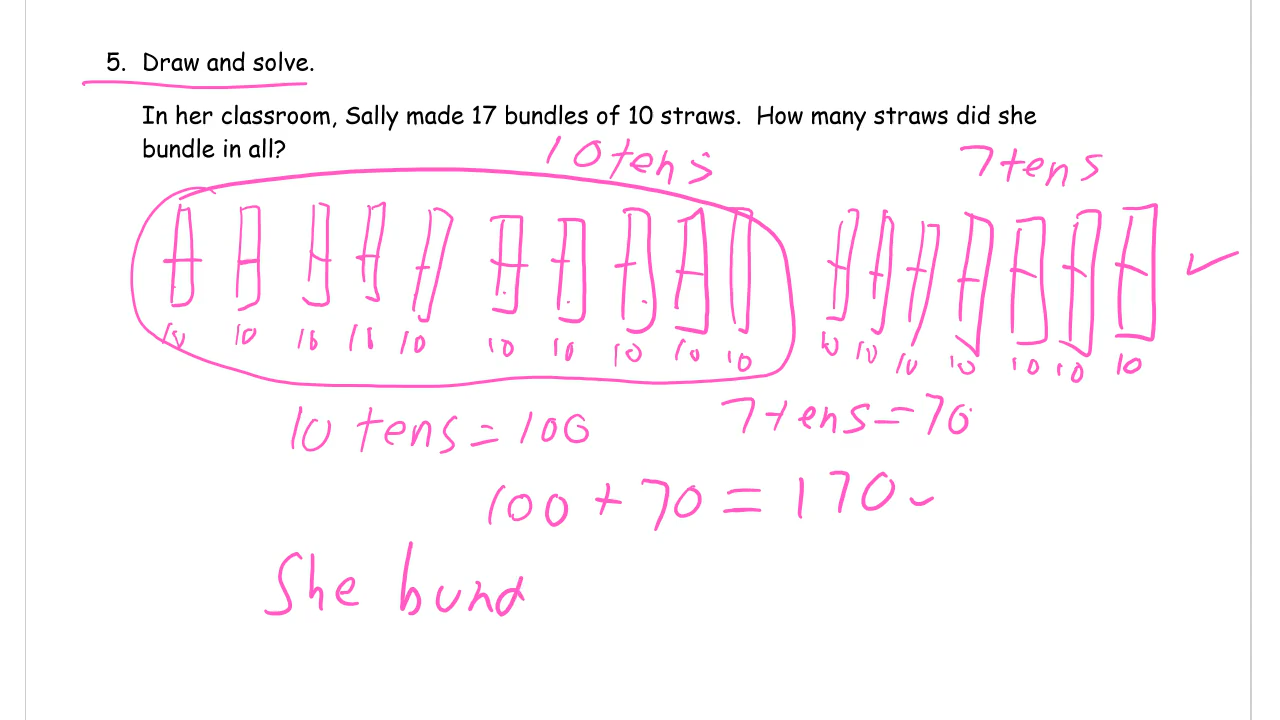 5. Draw and solve.
In her classroom, Sally made 17 bundles of 10 straws. How many straws did she
bundle in all?
10 tens 7 tens
10 10 10 10 10 10 10 10 10 10 10 10 10 10 10 10 10
10 tens = 100 7 tens = 70
100 + 70 = 170
She bund